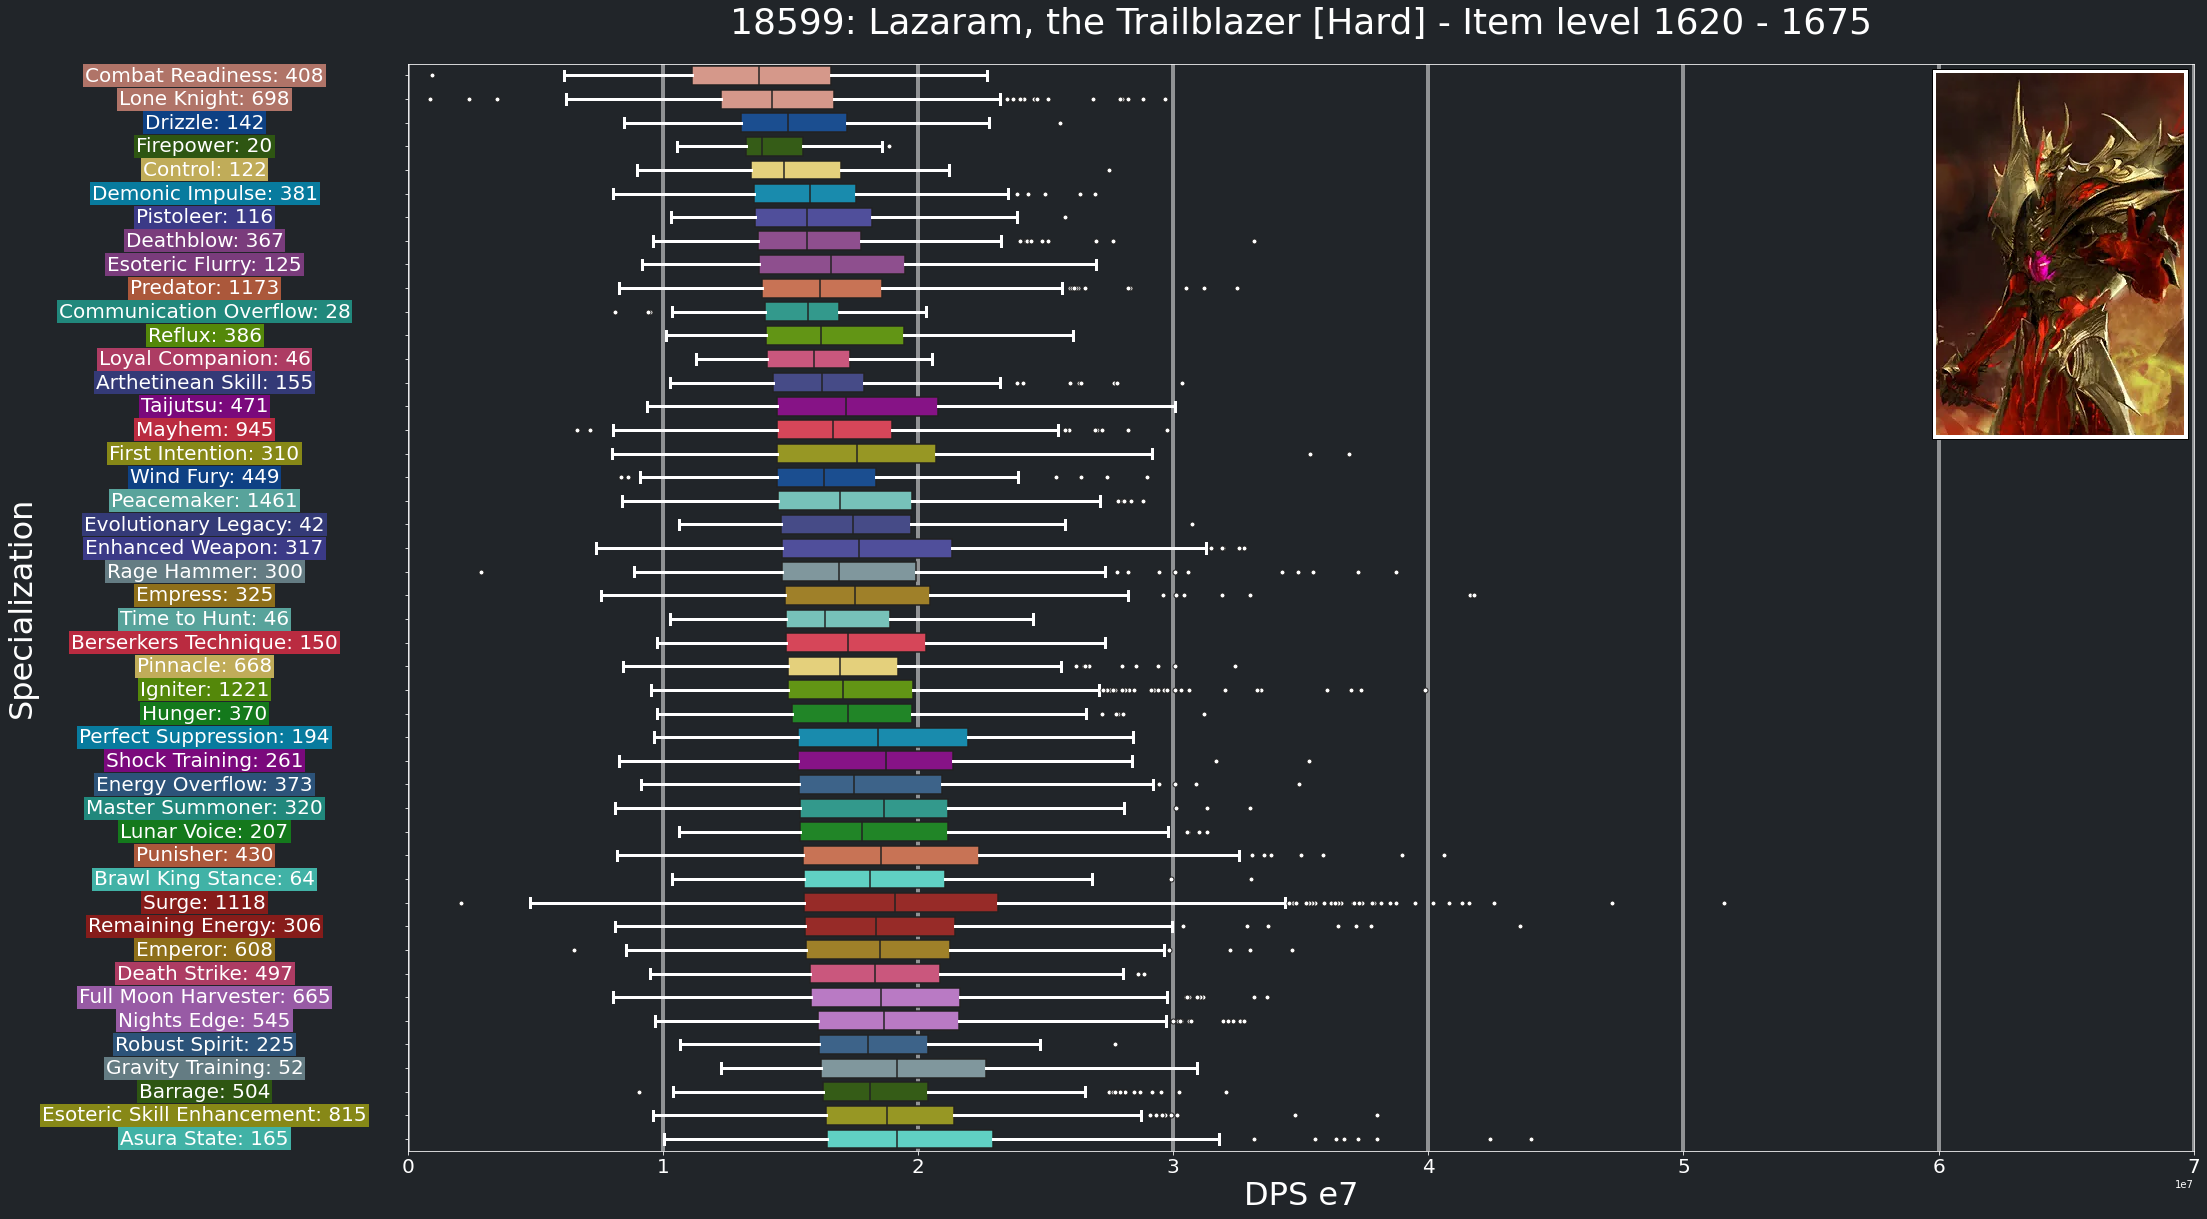 18599: Lazaram, the Trailblazer [Hard] - Item level 1620 - 1675
Combat Readiness: 408
Lone Knight: 698
Drizzle: 142
Firepower: 20
Control: 122
Demonic Impulse: 381
Pistoleer: 116
Deathblow: 367
Esoteric Flurry: 125
Predator: 1173
Communication Overflow: 28
Reflux: 386
Loyal Companion: 46
Arthetinean Skill: 155
Taijutsu: 471
Mayhem: 945
First Intention: 310
Wind Fury: 449
Peacemaker: 1461
Evolutionary Legacy: 42
Enhanced Weapon: 317
Rage Hammer: 300
Empress: 325
Time to Hunt: 46
Berserkers Technique: 150
Pinnacle: 668
Igniter: 1221
Hunger: 370
Perfect Suppression: 194
Shock Training: 261
Energy Overflow: 373
Master Summoner: 320
Lunar Voice: 207
Punisher: 430
Brawl King Stance: 64
Surge: 1118
Remaining Energy: 306
Emperor: 608
Death Strike: 497
Full Moon Harvester: 665
Nights Edge: 545
Robust Spirit: 225
Gravity Training: 52
Barrage: 504
Esoteric Skill Enhancement: 815
Asura State: 165
Specialization
0 1 2 3 4 5 6 7
1e7
DPS e7